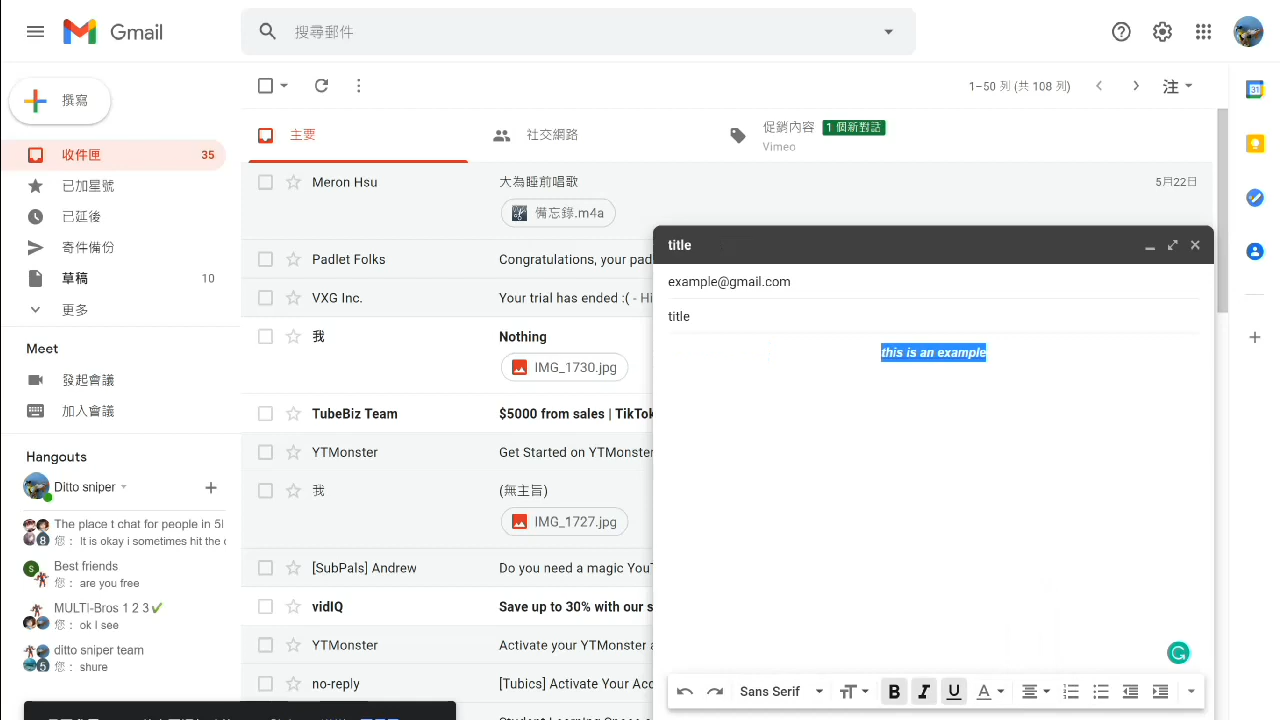 Gmail
搜尋郵件
撰寫
1–50 列 (共 108 列)
注
收件匣 35
已加星號
已延後
寄件備份
草稿 10
更多
Meet
發起會議
加入會議
Hangouts
Ditto sniper
The place t chat for people in 5I
8 您： It is okay i sometimes hit the c
S Best friends
您： are you free
MULTI-Bros 1 2 3
您： ok I see
ditto sniper team
5 您： shure
主要
社交網路
促銷內容 1 個新對話
Vimeo
Meron Hsu 大為睡前唱歌 5月22日
備忘錄.m4a
Padlet Folks Congratulations, your pad
VXG Inc. Your trial has ended :( - Hi
我 Nothing
IMG_1730.jpg
TubeBiz Team $5000 from sales | TikTok
YTMonster Get Started on YTMonster
我 (無主旨)
IMG_1727.jpg
[SubPals] Andrew Do you need a magic YouT
vidIQ Save up to 30% with our s
YTMonster Activate your YTMonster a
no-reply [Tubics] Activate Your Acc
title
example@gmail.com
title
this is an example
Sans Serif
B I U A
31